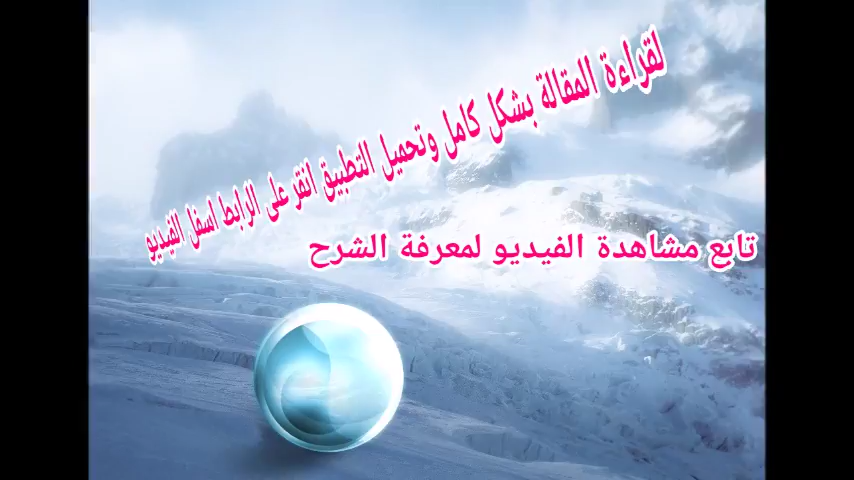 لقراءة المقالة بشكل كامل وتحميل التطبيق انقر على الرابط اسفل الفيديو
تابع مشاهدة الفيديو لمعرفة الشرح